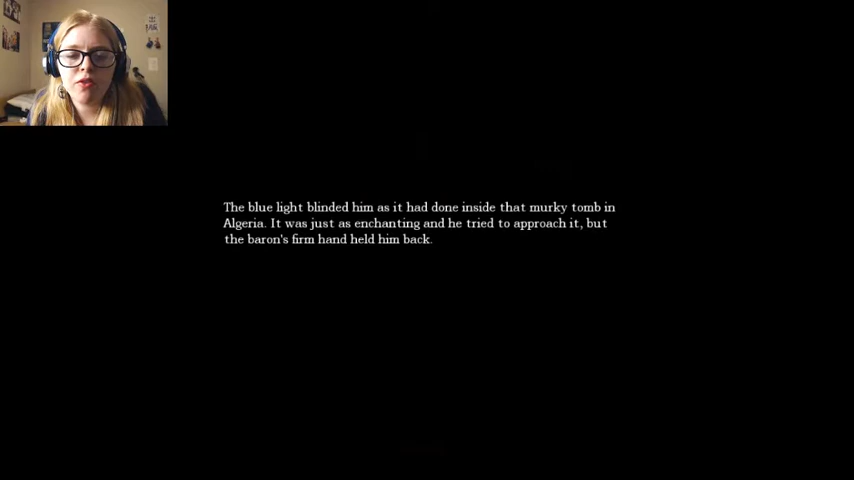 The blue light blinded him as it had done inside that murky tomb in
Algeria. It was just as enchanting and he tried to approach it, but
the baron's firm hand held him back.